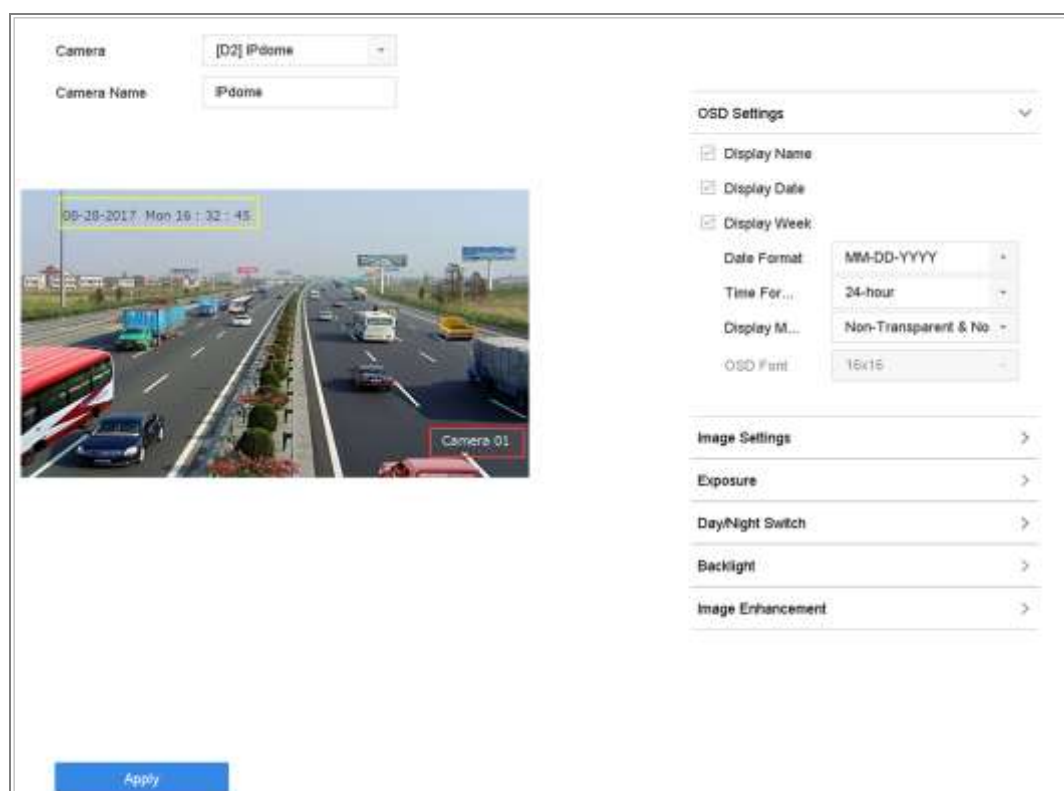 Camera [D2] IPdome
Camera Name IPdome
OSD Settings
Display Name
Display Date
Display Week
Date Format MM-DD-YYYY
Time For... 24-hour
Display M... Non-Transparent & No
OSD Font 16x16
08-28-2017 Mon 16 : 32 : 45
Camera 01
Image Settings
Exposure
Day/Night Switch
Backlight
Image Enhancement
Apply